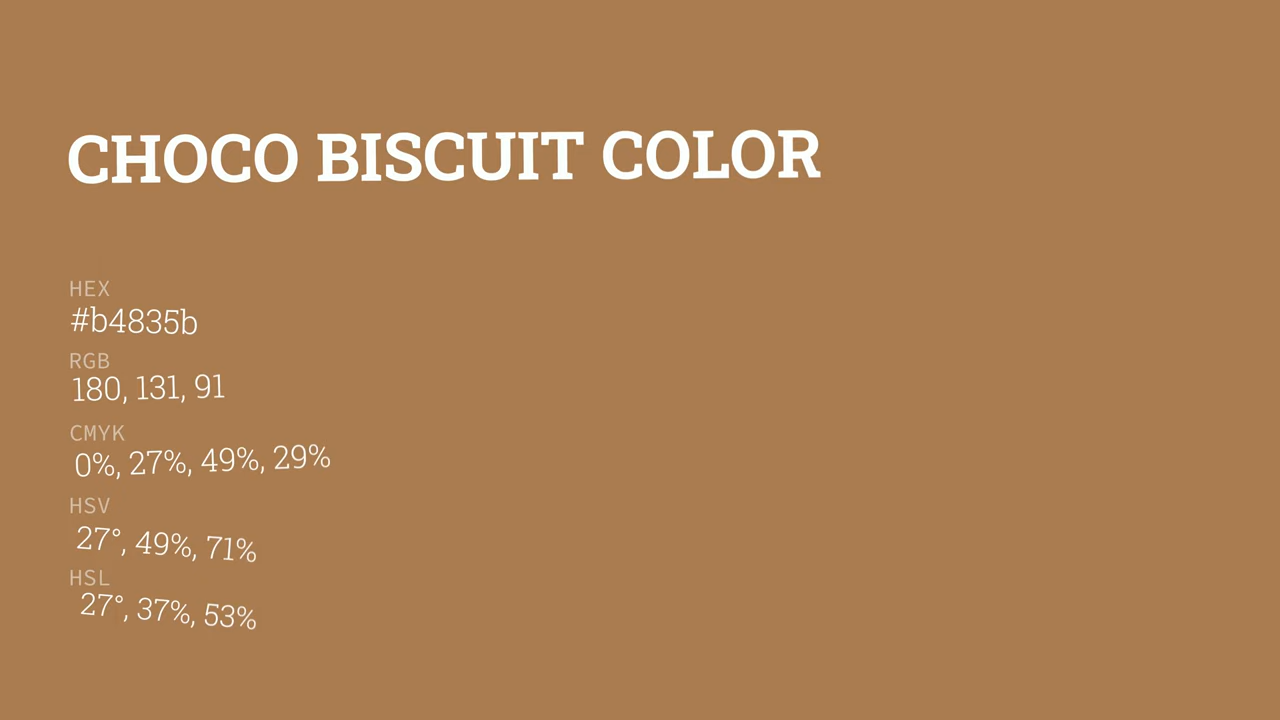 CHOCO BISCUIT COLOR
HEX
#b4835b
RGB
180, 131, 91
CMYK
0%, 27%, 49%, 29%
HSV
27°, 49%, 71%
HSL
27°, 37%, 53%